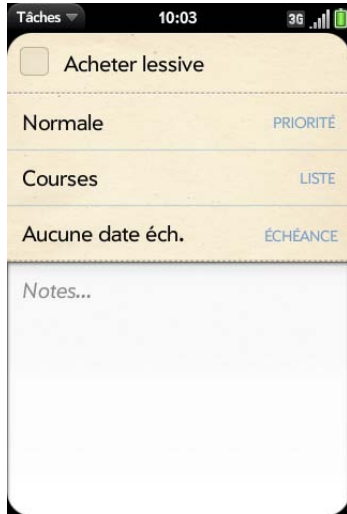 Tâches 10:03 3G
Acheter lessive
Normale PRIORITÉ
Courses LISTE
Aucune date éch. ÉCHÉANCE
Notes...